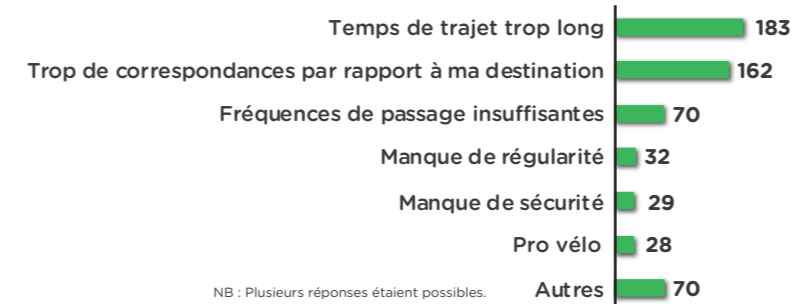 Temps de trajet trop long 183
Trop de correspondances par rapport à ma destination 162
Fréquences de passage insuffisantes 70
Manque de régularité 32
Manque de sécurité 29
Pro vélo 28
NB : Plusieurs réponses étaient possibles. Autres 70